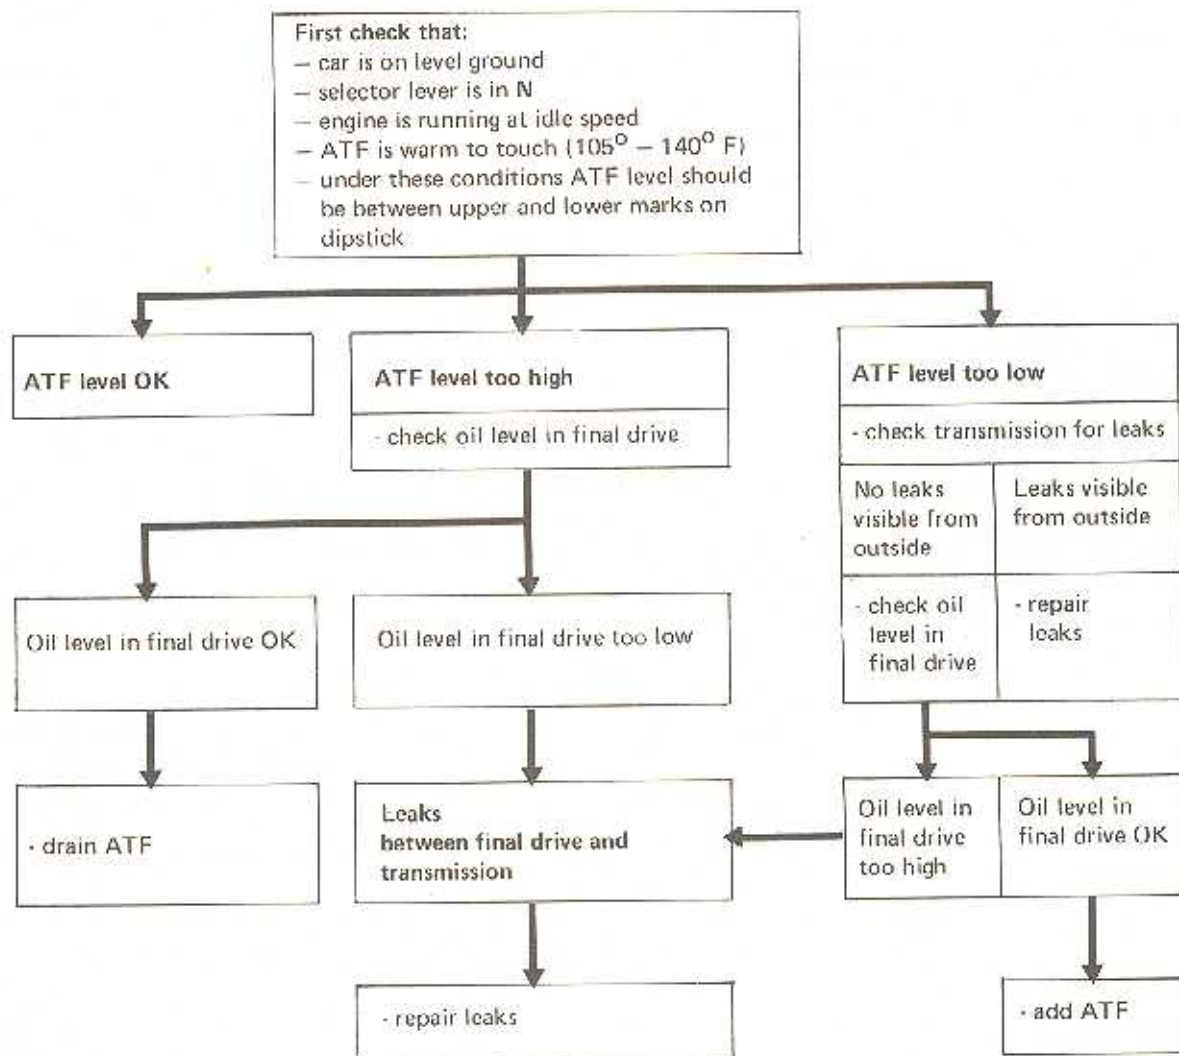 First check that:
– car is on level ground
– selector lever is in N
– engine is running at idle speed
– ATF is warm to touch (105° – 140° F)
– under these conditions ATF level should
be between upper and lower marks on
dipstick
ATF level OK
ATF level too high
- check oil level in final drive
ATF level too low
- check transmission for leaks
No leaks
visible from
outside
Leaks visible
from outside
- check oil
level in
final drive
- repair
leaks
Oil level in final drive OK
Oil level in final drive too low
- drain ATF
Leaks
between final drive and
transmission
Oil level in
final drive
too high
Oil level in
final drive OK
- repair leaks
- add ATF